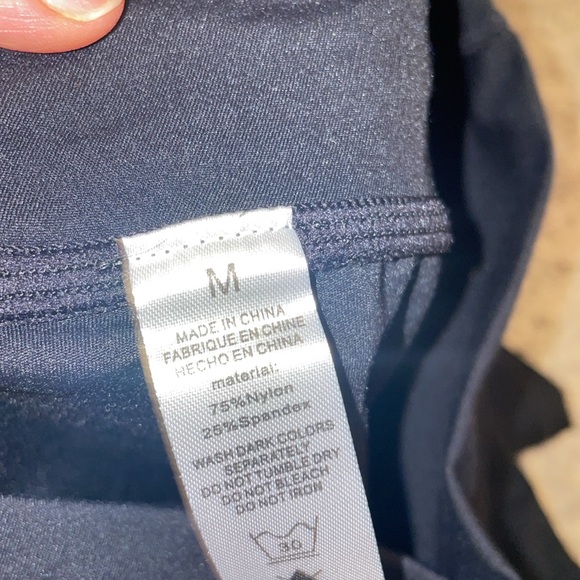 M
MADE IN CHINA
FABRIQUE EN CHINE
HECHO EN CHINA
material:
75%Nylon
25%Spandex
WASH DARK COLORS
SEPARATELY
DO NOT TUMBLE DRY
DO NOT BLEACH
DO NOT IRON
30